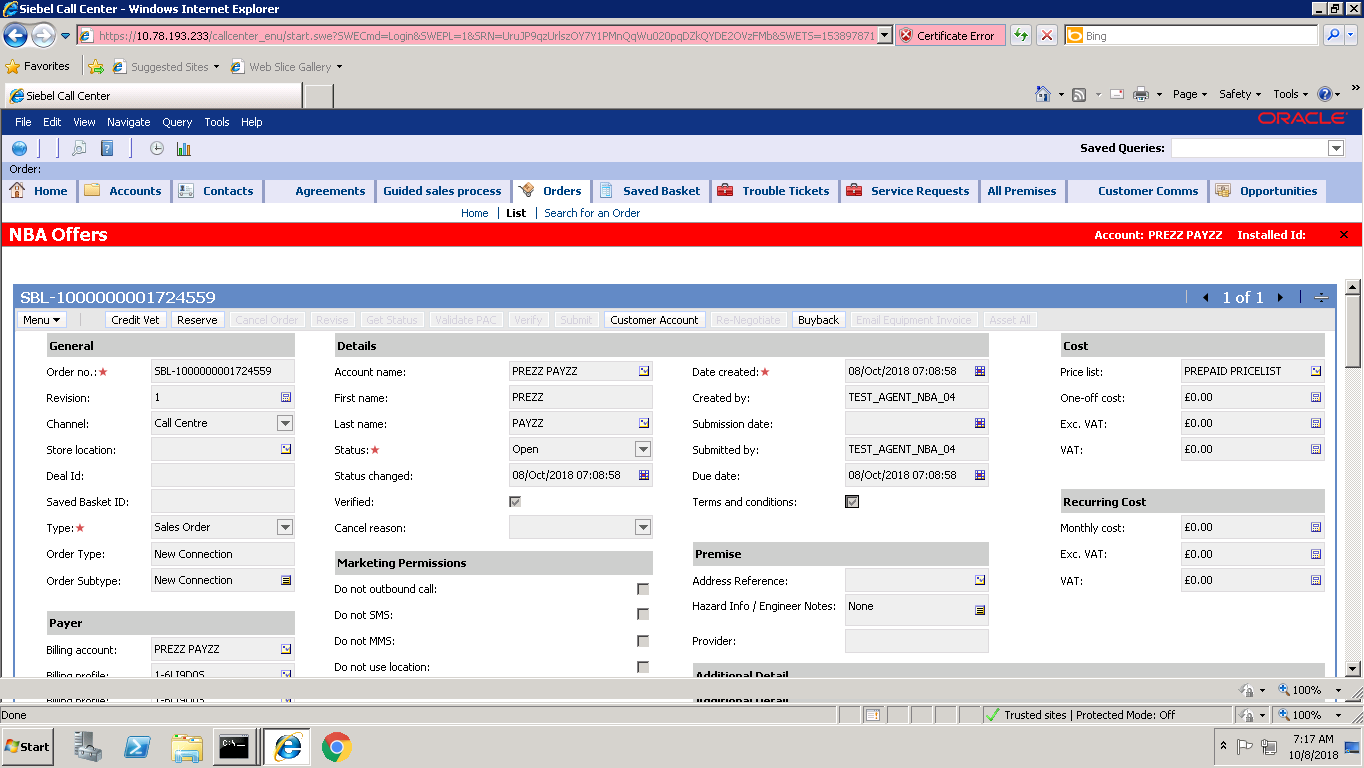 Siebel Call Center - Windows Internet Explorer
https://10.78.193.233/callcenter_enu/start.swe?SWECmd=Login&SWEPL=1&SRN=UruJP9qzUrlszOY7Y1PMnQqWu020pqDZkQYDE2OVzFMb&SWETS=153897871 Certificate Error Bing
Favorites Suggested Sites Web Slice Gallery
Siebel Call Center Page Safety Tools
File Edit View Navigate Query Tools Help ORACLE
Saved Queries:
Order:
Home Accounts Contacts Agreements Guided sales process Orders Saved Basket Trouble Tickets Service Requests All Premises Customer Comms Opportunities
Home List Search for an Order
NBA Offers Account: PREZZ PAYZZ Installed Id:
SBL-1000000001724559 1 of 1
Menu Credit Vet Reserve Cancel Order Revise Get Status Validate PAC Verify Submit Customer Account Re-Negotiate Buyback Email Equipment Invoice Asset All
General Details Cost
Order no.: SBL-1000000001724559 Account name: PREZZ PAYZZ Date created: 08/Oct/2018 07:08:58 Price list: PREPAID PRICELIST
Revision: 1 First name: PREZZ Created by: TEST_AGENT_NBA_04 One-off cost: £0.00
Channel: Call Centre Last name: PAYZZ Submission date: Exc. VAT: £0.00
Store location: Status: Open Submitted by: TEST_AGENT_NBA_04 VAT: £0.00
Deal Id: Status changed: 08/Oct/2018 07:08:58 Due date: 08/Oct/2018 07:08:58
Saved Basket ID: Verified: Terms and conditions: Recurring Cost
Type: Sales Order Cancel reason: Monthly cost: £0.00
Order Type: New Connection Premise Exc. VAT: £0.00
Marketing Permissions
Order Subtype: New Connection Do not outbound call: Address Reference: VAT: £0.00
Do not SMS: Hazard Info / Engineer Notes: None
Payer
Billing account: PREZZ PAYZZ Do not MMS: Provider:
Billing profile: 1-6LI9D0S Do not use location: Additional Detail
100%
Billing profile: 1-6LI9D0S Additional Detail
Done Trusted sites | Protected Mode: Off 100%
Start C:\ 7:17 AM
10/8/2018